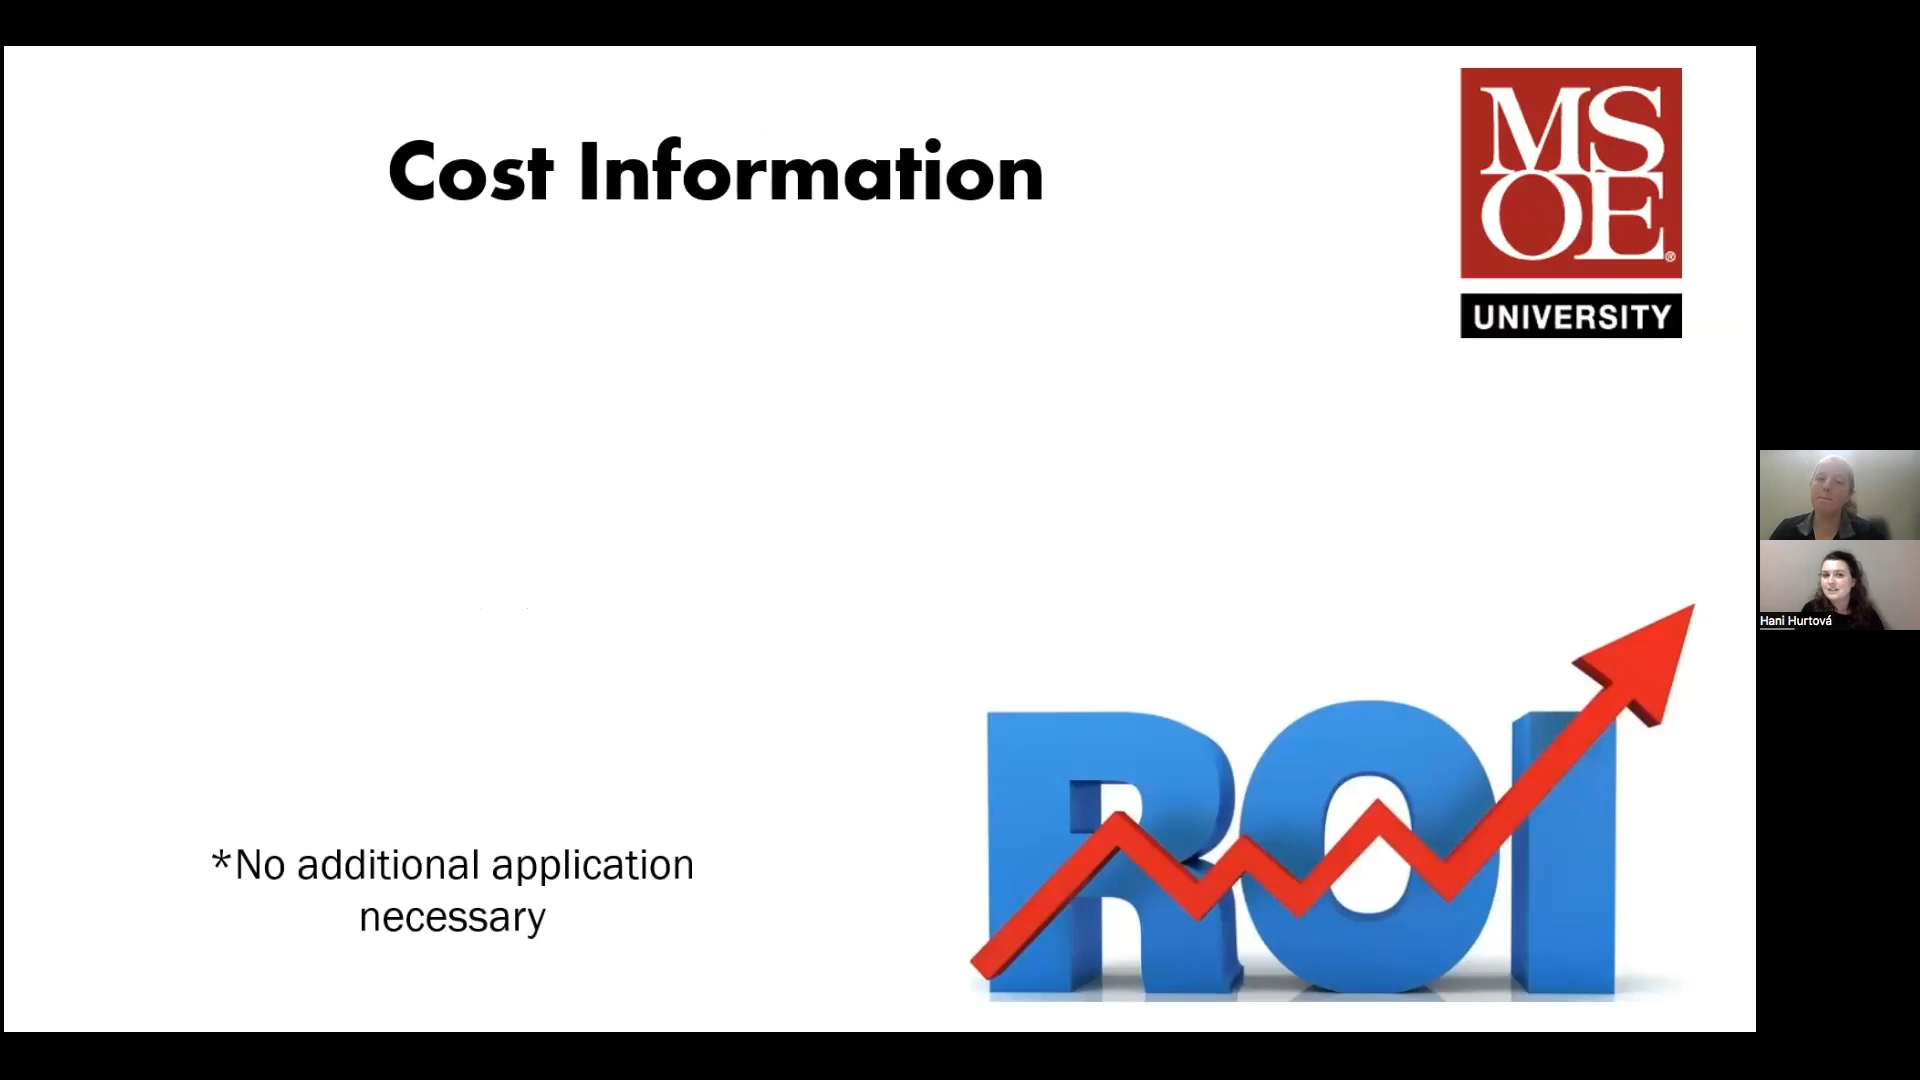 Cost Information
MS
OE®
UNIVERSITY
Hani Hurtová
ROI
*No additional application
necessary